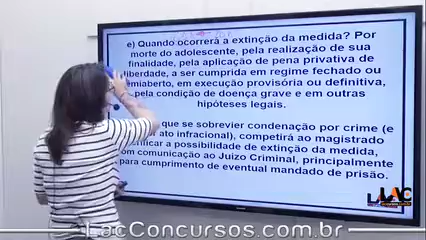 e) Quando ocorrerá a extinção da medida? Por
morte do adolescente, pela realização de sua
finalidade, pela aplicação de pena privativa de
liberdade, a ser cumprida em regime fechado ou
semiaberto, em execução provisória ou definitiva,
pela condição de doença grave e em outras
hipóteses legais.
que se sobrevier condenação por crime (e
ato infracional), competirá ao magistrado
verificar a possibilidade de extinção da medida,
com comunicação ao Juizo Criminal, principalmente
para cumprimento de eventual mandado de prisão.
LAC
LacConcursos.com.br